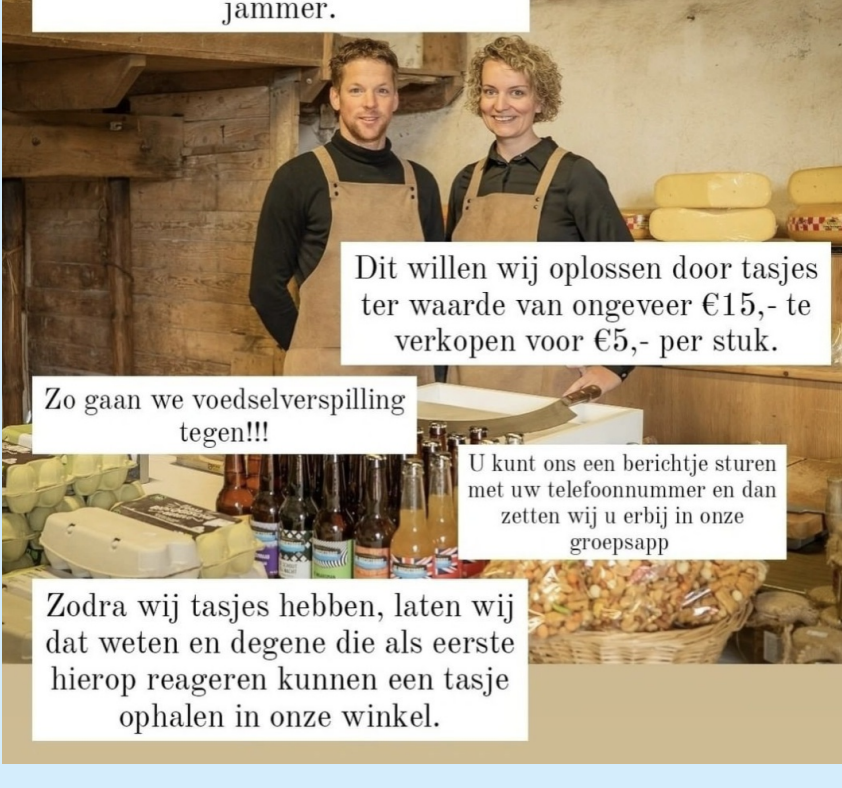 jammer.
Dit willen wij oplossen door tasjes
ter waarde van ongeveer €15,- te
verkopen voor €5,- per stuk.
Zo gaan we voedselverspilling
tegen!!!
U kunt ons een berichtje sturen
met uw telefoonnummer en dan
zetten wij u erbij in onze
groepsapp
Zodra wij tasjes hebben, laten wij
dat weten en degene die als eerste
hierop reageren kunnen een tasje
ophalen in onze winkel.